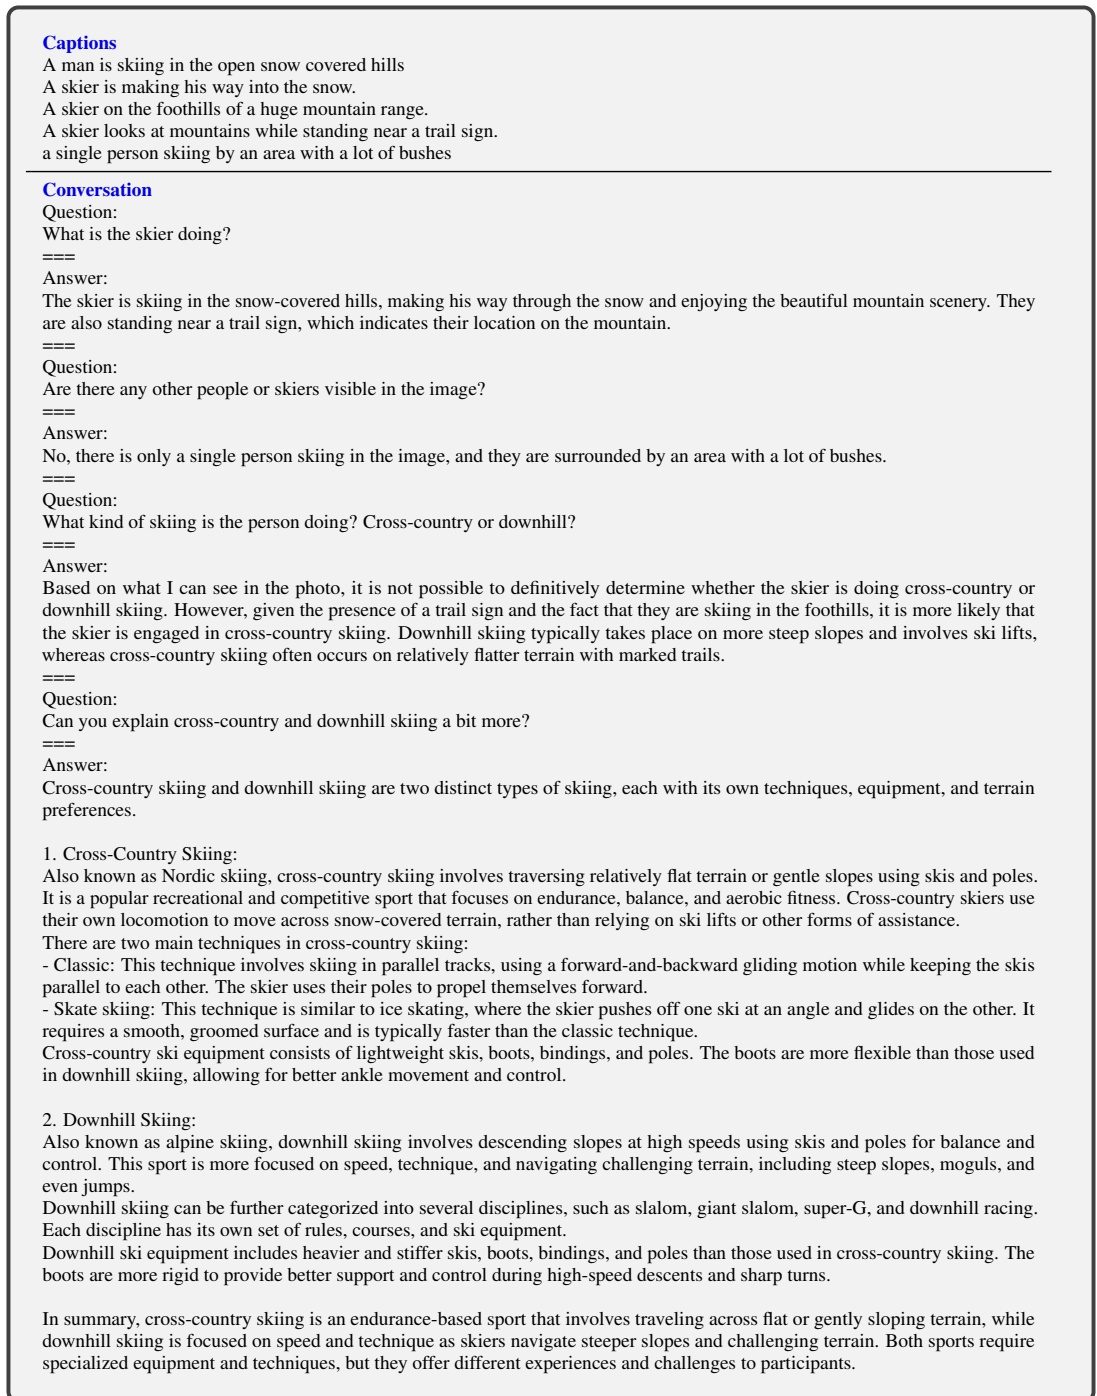 Captions
A man is skiing in the open snow covered hills
A skier is making his way into the snow.
A skier on the foothills of a huge mountain range.
A skier looks at mountains while standing near a trail sign.
a single person skiing by an area with a lot of bushes
Conversation
Question:
What is the skier doing?
===
Answer:
The skier is skiing in the snow-covered hills, making his way through the snow and enjoying the beautiful mountain scenery. They
are also standing near a trail sign, which indicates their location on the mountain.
===
Question:
Are there any other people or skiers visible in the image?
===
Answer:
No, there is only a single person skiing in the image, and they are surrounded by an area with a lot of bushes.
===
Question:
What kind of skiing is the person doing? Cross-country or downhill?
===
Answer:
Based on what I can see in the photo, it is not possible to definitively determine whether the skier is doing cross-country or
downhill skiing. However, given the presence of a trail sign and the fact that they are skiing in the foothills, it is more likely that
the skier is engaged in cross-country skiing. Downhill skiing typically takes place on more steep slopes and involves ski lifts,
whereas cross-country skiing often occurs on relatively flatter terrain with marked trails.
===
Question:
Can you explain cross-country and downhill skiing a bit more?
===
Answer:
Cross-country skiing and downhill skiing are two distinct types of skiing, each with its own techniques, equipment, and terrain
preferences.
1. Cross-Country Skiing:
Also known as Nordic skiing, cross-country skiing involves traversing relatively flat terrain or gentle slopes using skis and poles.
It is a popular recreational and competitive sport that focuses on endurance, balance, and aerobic fitness. Cross-country skiers use
their own locomotion to move across snow-covered terrain, rather than relying on ski lifts or other forms of assistance.
There are two main techniques in cross-country skiing:
- Classic: This technique involves skiing in parallel tracks, using a forward-and-backward gliding motion while keeping the skis
parallel to each other. The skier uses their poles to propel themselves forward.
- Skate skiing: This technique is similar to ice skating, where the skier pushes off one ski at an angle and glides on the other. It
requires a smooth, groomed surface and is typically faster than the classic technique.
Cross-country ski equipment consists of lightweight skis, boots, bindings, and poles. The boots are more flexible than those used
in downhill skiing, allowing for better ankle movement and control.
2. Downhill Skiing:
Also known as alpine skiing, downhill skiing involves descending slopes at high speeds using skis and poles for balance and
control. This sport is more focused on speed, technique, and navigating challenging terrain, including steep slopes, moguls, and
even jumps.
Downhill skiing can be further categorized into several disciplines, such as slalom, giant slalom, super-G, and downhill racing.
Each discipline has its own set of rules, courses, and ski equipment.
Downhill ski equipment includes heavier and stiffer skis, boots, bindings, and poles than those used in cross-country skiing. The
boots are more rigid to provide better support and control during high-speed descents and sharp turns.
In summary, cross-country skiing is an endurance-based sport that involves traveling across flat or gently sloping terrain, while
downhill skiing is focused on speed and technique as skiers navigate steeper slopes and challenging terrain. Both sports require
specialized equipment and techniques, but they offer different experiences and challenges to participants.